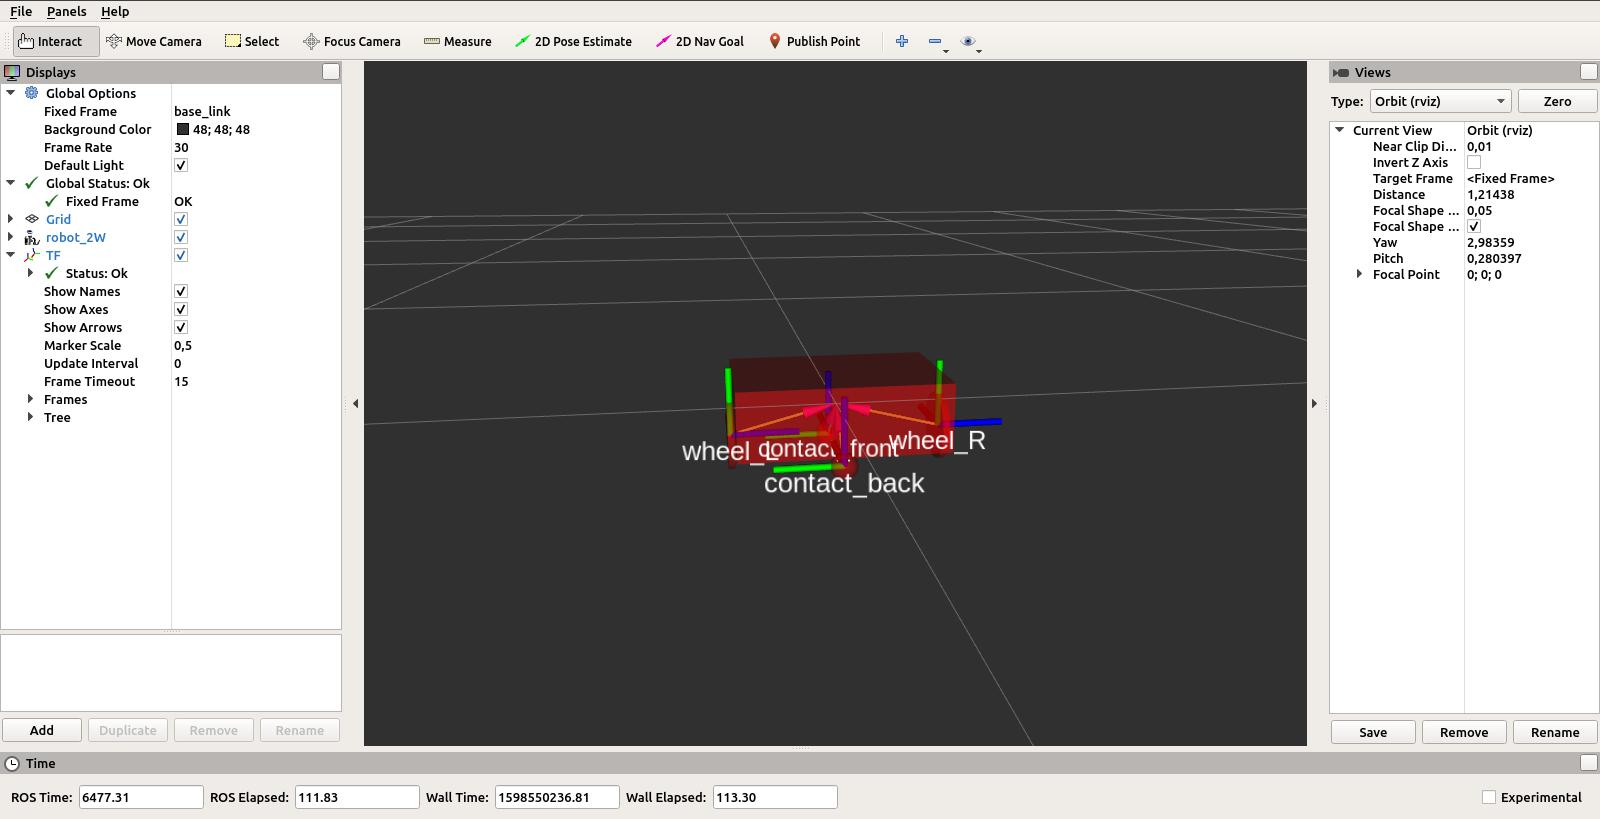 File Panels Help
Interact Move Camera Select Focus Camera Measure 2D Pose Estimate 2D Nav Goal Publish Point
Displays
Global Options
Fixed Frame base_link
Background Color 48; 48; 48
Frame Rate 30
Default Light
Global Status: Ok
Fixed Frame OK
Grid
robot_2W
TF
Status: Ok
Show Names
Show Axes
Show Arrows
Marker Scale 0,5
Update Interval 0
Frame Timeout 15
Frames
Tree
Add Duplicate Remove Rename
wheel_L contact_front wheel_R
contact_back
Views
Type: Orbit (rviz) Zero
Current View Orbit (rviz)
Near Clip Di... 0,01
Invert Z Axis
Target Frame <Fixed Frame>
Distance 1,21438
Focal Shape ... 0,05
Focal Shape ...
Yaw 2,98359
Pitch 0,280397
Focal Point 0; 0; 0
Save Remove Rename
Time
ROS Time: 6477.31 ROS Elapsed: 111.83 Wall Time: 1598550236.81 Wall Elapsed: 113.30 Experimental